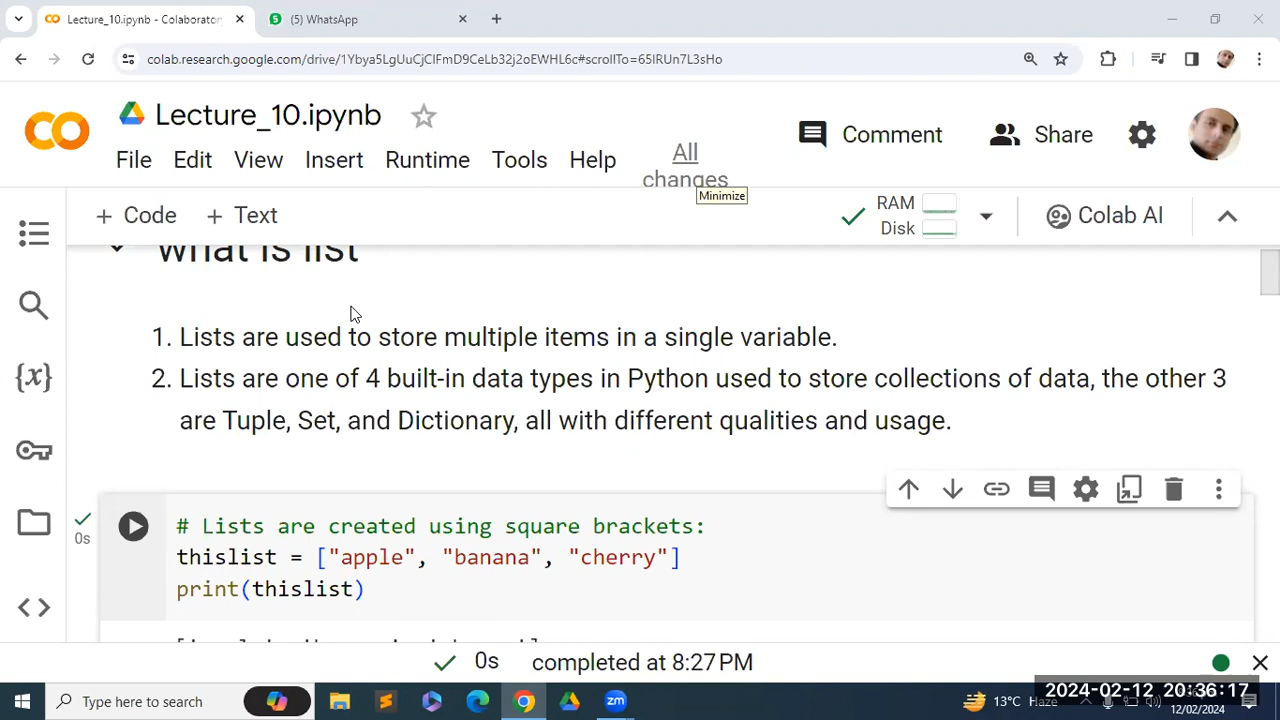 Lecture_10.ipynb - Colaborator
(5) WhatsApp
colab.research.google.com/drive/1Ybya5LgUuCjCIFmD9CeLb32j2oEWHL6c#scrollTo=65IRUn7L3sHo
Lecture_10.ipynb
Comment
Share
File Edit View Insert Runtime Tools Help
All changes
Minimize
+ Code + Text
RAM
Disk
Colab AI
what is list
1. Lists are used to store multiple items in a single variable.
2. Lists are one of 4 built-in data types in Python used to store collections of data, the other 3
are Tuple, Set, and Dictionary, all with different qualities and usage.
0s
# Lists are created using square brackets:
thislist = ["apple", "banana", "cherry"]
print(thislist)
0s completed at 8:27 PM
Type here to search
zm
13°C Haze
2024-02-12 20:36:17
12/02/2024